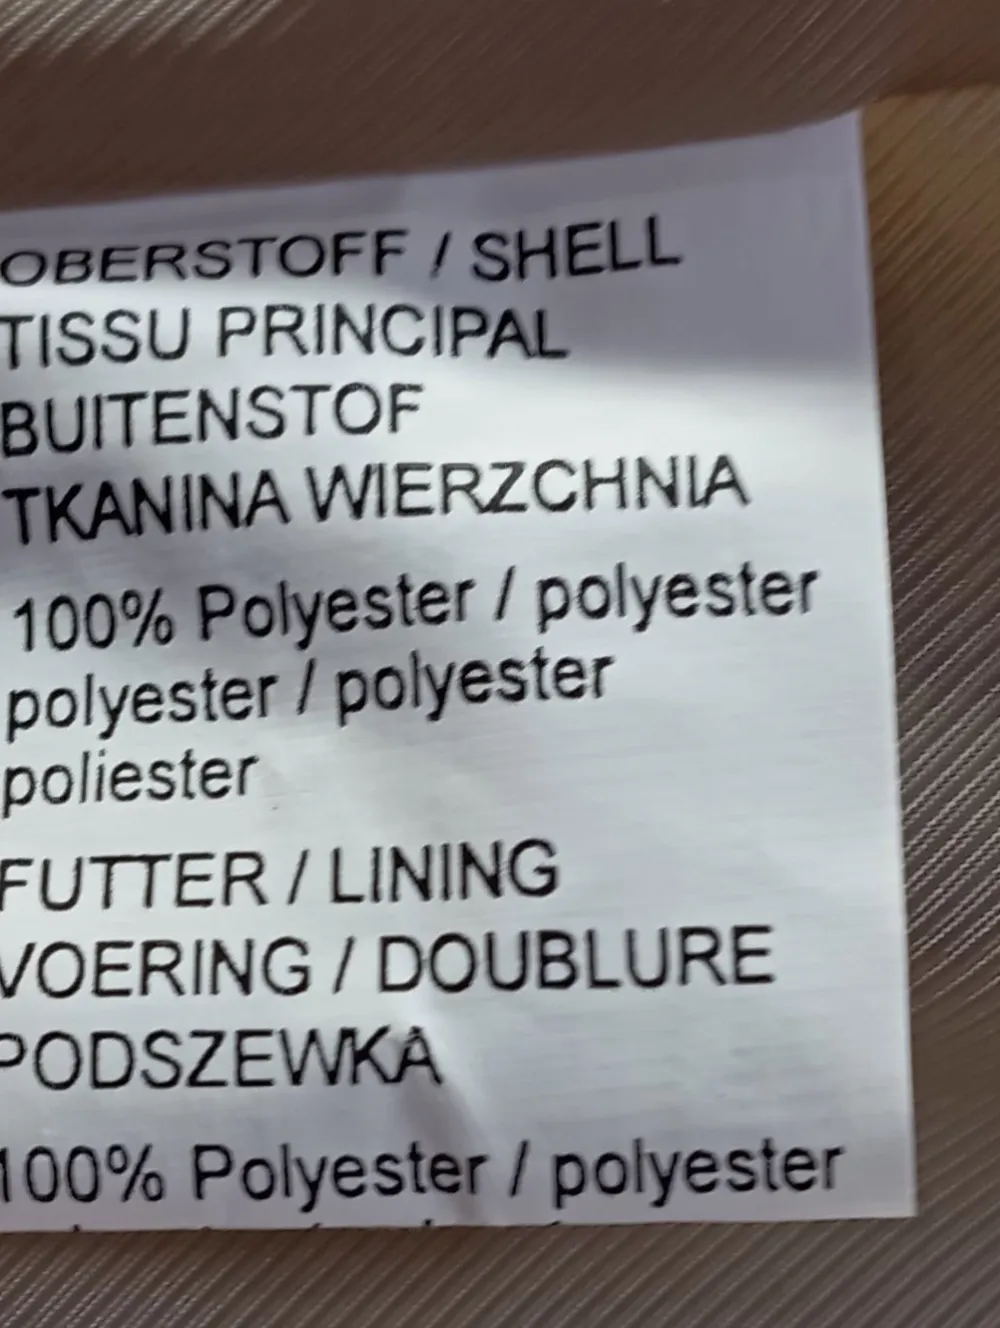 OBERSTOFF / SHELL
TISSU PRINCIPAL
BUITENSTOF
TKANINA WIERZCHNIA
100% Polyester / polyester
polyester / polyester
poliester
FUTTER / LINING
VOERING / DOUBLURE
PODSZEWKA
100% Polyester / polyester